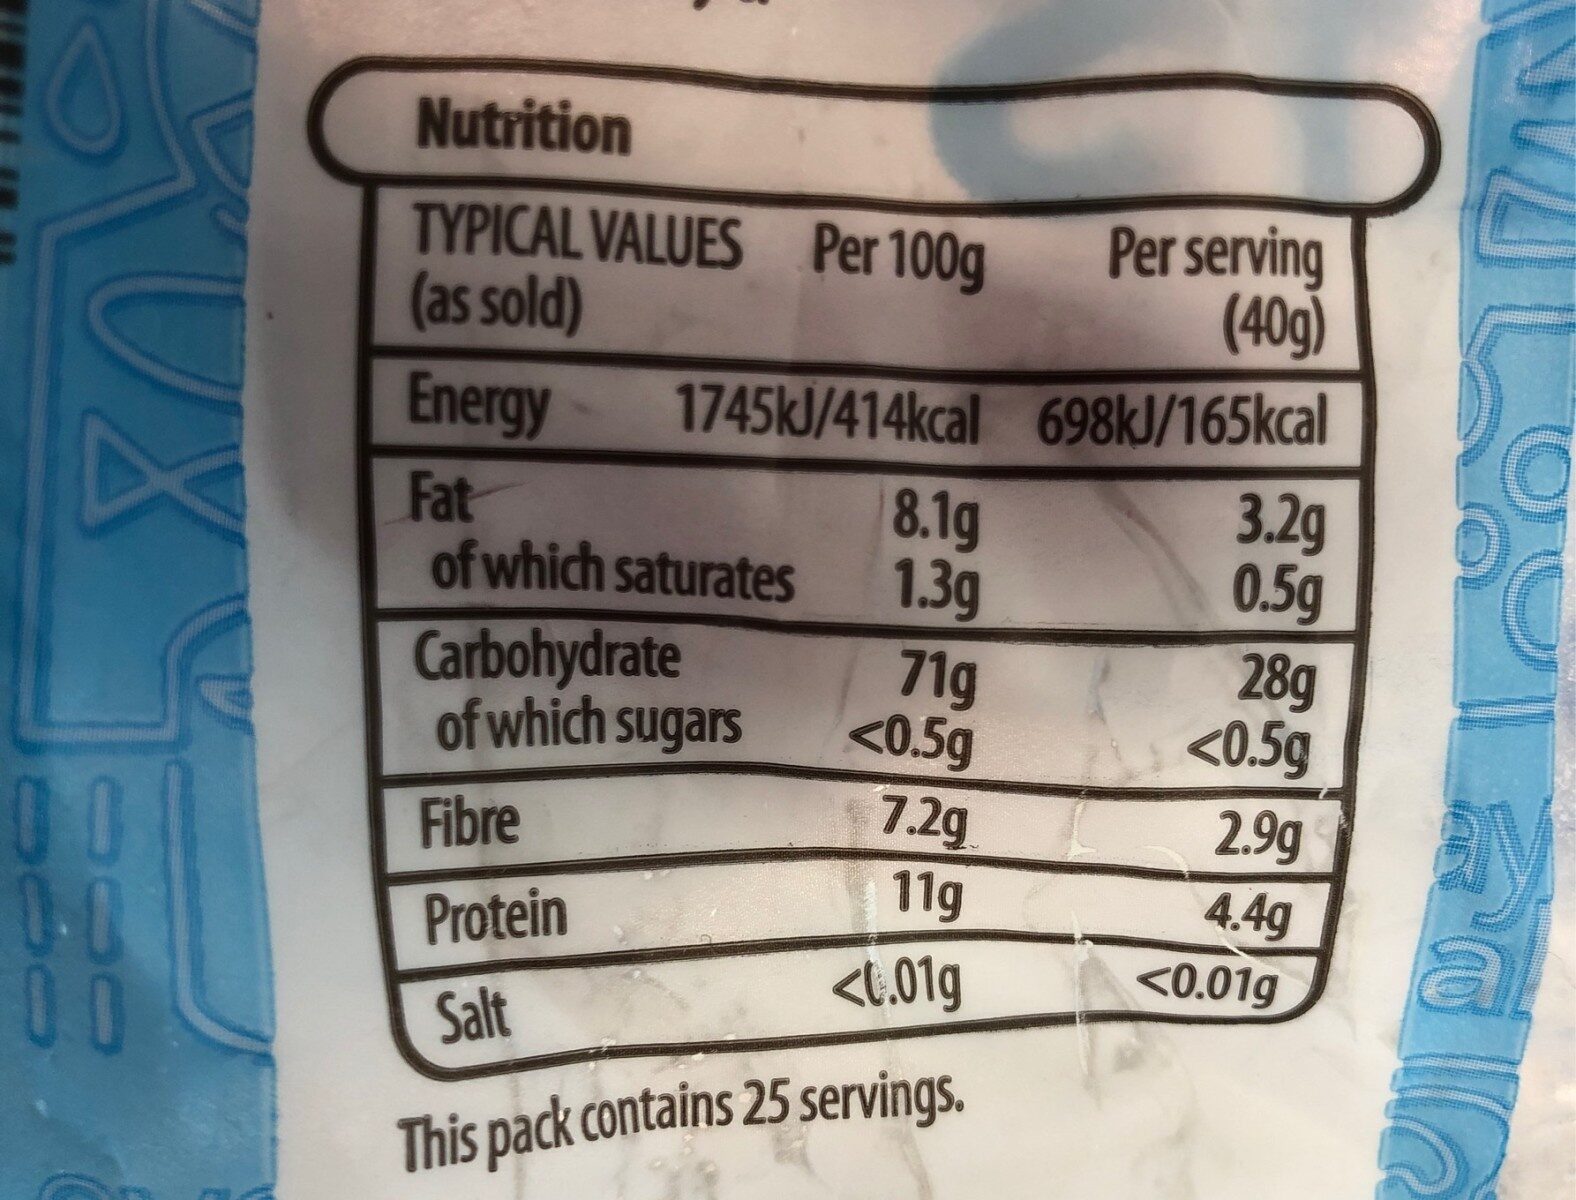 Nutrition
TYPICAL VALUES Per 100g Per serving
(as sold) (40g)
Energy 1745kJ/414kcal 698kJ/165kcal
Fat 8.1g 3.2g
of which saturates 1.3g 0.5g
Carbohydrate 71g 28g
of which sugars <0.5g <0.5g
Fibre 7.2g 2.9g
Protein 11g 4.4g
Salt <0.01g <0.01g
This pack contains 25 servings.